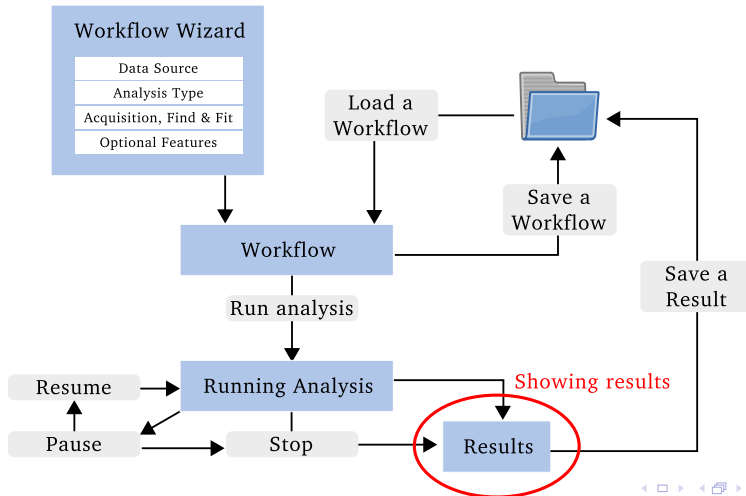 Workflow Wizard
Data Source
Analysis Type
Acquisition, Find & Fit
Optional Features
Load a
Workflow
Save a
Workflow
Workflow
Save a
Result
Run analysis
Running Analysis
Showing results
Resume
Pause
Stop
Results